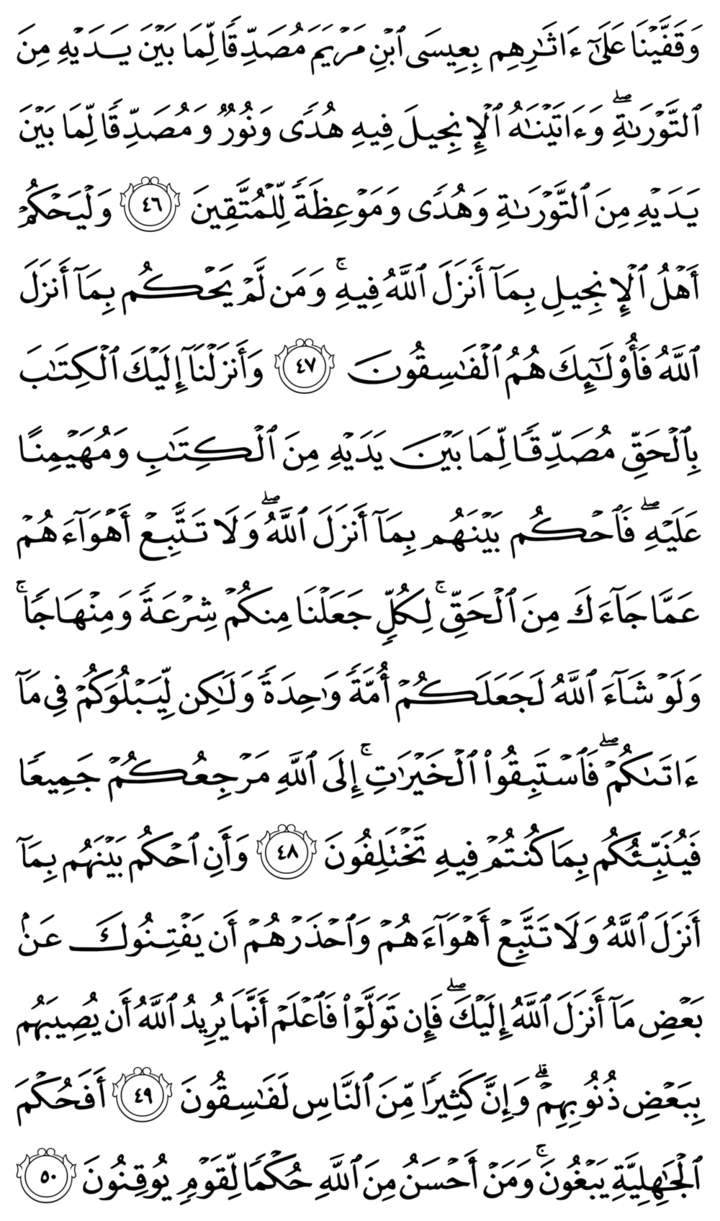 وَقَفَّيْنَا عَلَىٰٓ ءَاثَٰرِهِم بِعِيسَى ٱبْنِ مَرْيَمَ مُصَدِّقًا لِّمَا بَيْنَ يَدَيْهِ مِنَ
ٱلتَّوْرَىٰةِ ۖ وَءَاتَيْنَٰهُ ٱلْإِنجِيلَ فِيهِ هُدًى وَنُورٌ وَمُصَدِّقًا لِّمَا بَيْنَ
يَدَيْهِ مِنَ ٱلتَّوْرَىٰةِ وَهُدًى وَمَوْعِظَةً لِّلْمُتَّقِينَ ٤٦ وَلْيَحْكُمْ
أَهْلُ ٱلْإِنجِيلِ بِمَآ أَنزَلَ ٱللَّهُ فِيهِ ۚ وَمَن لَّمْ يَحْكُم بِمَآ أَنزَلَ
ٱللَّهُ فَأُو۟لَٰٓئِكَ هُمُ ٱلْفَٰسِقُونَ ٤٧ وَأَنزَلْنَآ إِلَيْكَ ٱلْكِتَٰبَ
بِٱلْحَقِّ مُصَدِّقًا لِّمَا بَيْنَ يَدَيْهِ مِنَ ٱلْكِتَٰبِ وَمُهَيْمِنًا
عَلَيْهِ ۖ فَٱحْكُم بَيْنَهُم بِمَآ أَنزَلَ ٱللَّهُ ۖ وَلَا تَتَّبِعْ أَهْوَآءَهُمْ
عَمَّا جَآءَكَ مِنَ ٱلْحَقِّ ۚ لِكُلٍّ جَعَلْنَا مِنكُمْ شِرْعَةً وَمِنْهَاجًا ۚ
وَلَوْ شَآءَ ٱللَّهُ لَجَعَلَكُمْ أُمَّةً وَٰحِدَةً وَلَٰكِن لِّيَبْلُوَكُمْ فِى مَآ
ءَاتَىٰكُمْ ۖ فَٱسْتَبِقُوا۟ ٱلْخَيْرَٰتِ ۚ إِلَى ٱللَّهِ مَرْجِعُكُمْ جَمِيعًا
فَيُنَبِّئُكُم بِمَا كُنتُمْ فِيهِ تَخْتَلِفُونَ ٤٨ وَأَنِ ٱحْكُم بَيْنَهُم بِمَآ
أَنزَلَ ٱللَّهُ وَلَا تَتَّبِعْ أَهْوَآءَهُمْ وَٱحْذَرْهُمْ أَن يَفْتِنُوكَ عَنۢ
بَعْضِ مَآ أَنزَلَ ٱللَّهُ إِلَيْكَ ۖ فَإِن تَوَلَّوْا۟ فَٱعْلَمْ أَنَّمَا يُرِيدُ ٱللَّهُ أَن يُصِيبَهُم
بِبَعْضِ ذُنُوبِهِمْ ۗ وَإِنَّ كَثِيرًا مِّنَ ٱلنَّاسِ لَفَٰسِقُونَ ٤٩ أَفَحُكْمَ
ٱلْجَٰهِلِيَّةِ يَبْغُونَ ۚ وَمَنْ أَحْسَنُ مِنَ ٱللَّهِ حُكْمًا لِّقَوْمٍ يُوقِنُونَ ٥٠